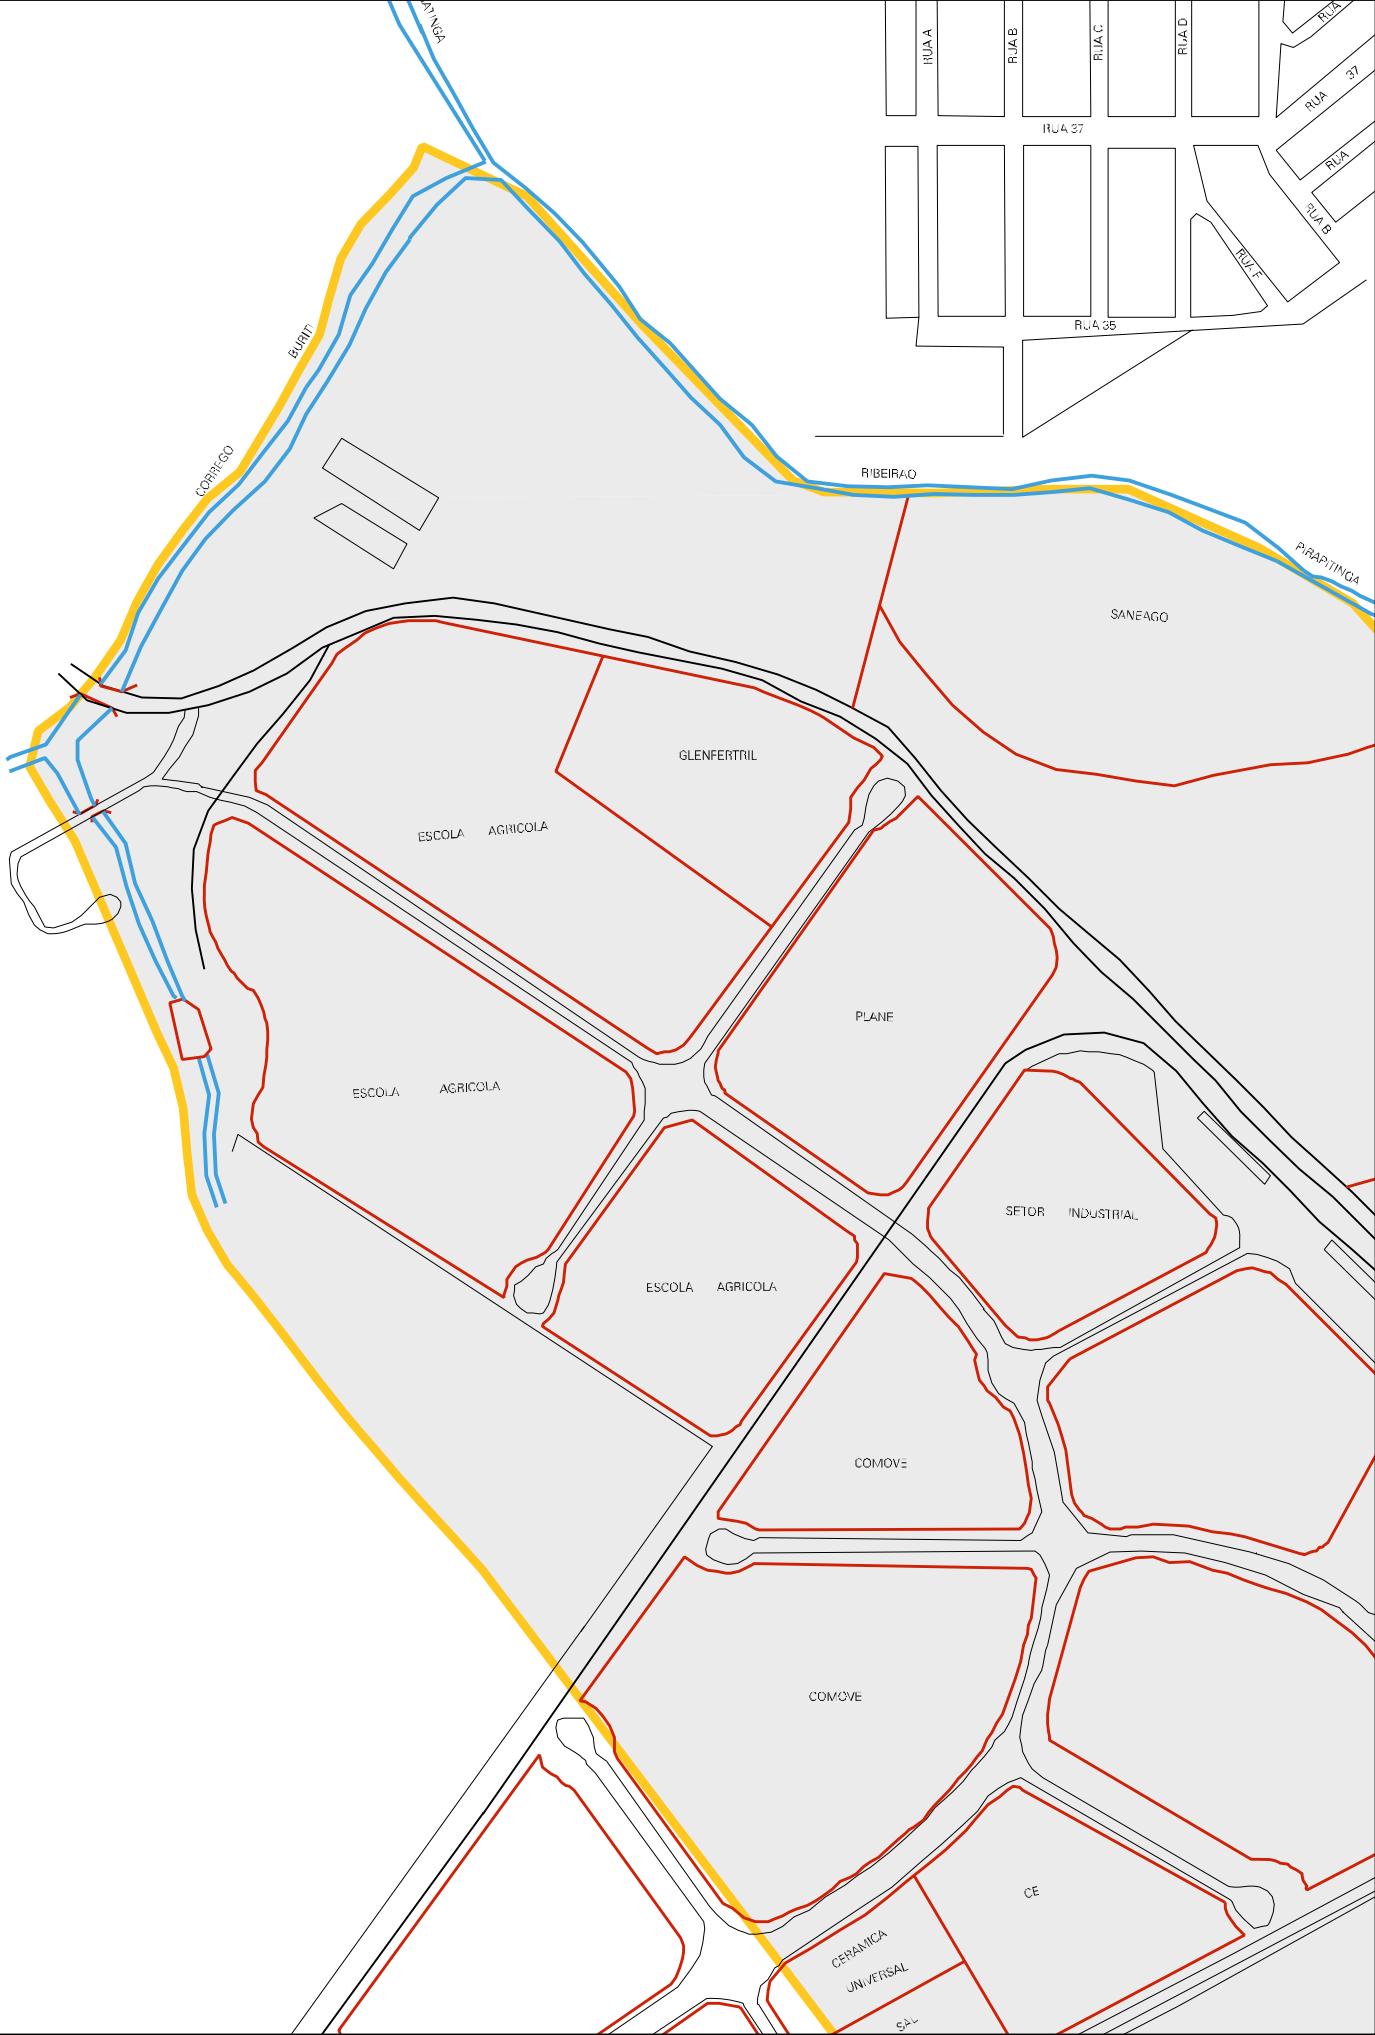 ATINGA
RUA A
RUA B
RUA C
RUA D
RUA
RUA 37
RUA 37
RUA
RUA B
RUA F
RUA 35
BURITI
CORREGO
RIBEIRAO
PIRAPITINGA
SANEAGO
GLENFERTRIL
ESCOLA AGRICOLA
PLANE
ESCOLA AGRICOLA
SETOR INDUSTRIAL
ESCOLA AGRICOLA
COMOVE
COMOVE
CE
CERAMICA
UNIVERSAL
SAL